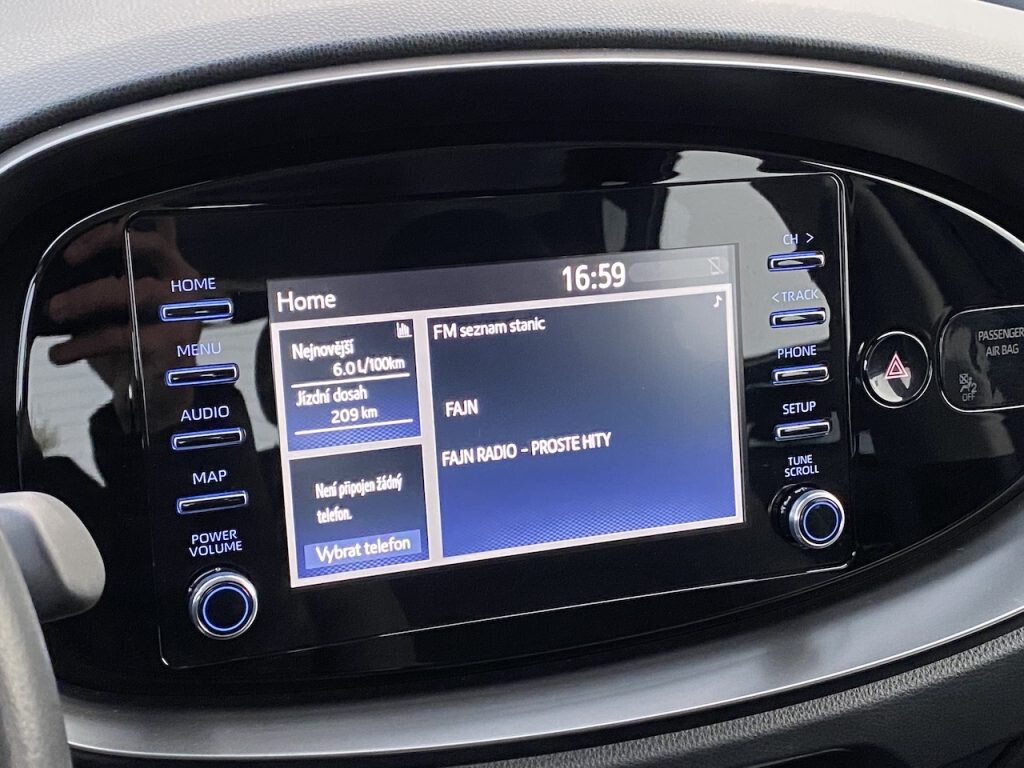 HOME
MENU
AUDIO
MAP
POWER
VOLUME
Home
16:59
Nejnovější
6.0 L/100km
Jízdní dosah
209 km
Není připojen žádný
telefon.
Vybrat telefon
FM seznam stanic
FAJN
FAJN RADIO - PROSTE HITY
CH >
< TRACK
PHONE
SETUP
TUNE
SCROLL
PASSENGER
AIR BAG
2
OFF